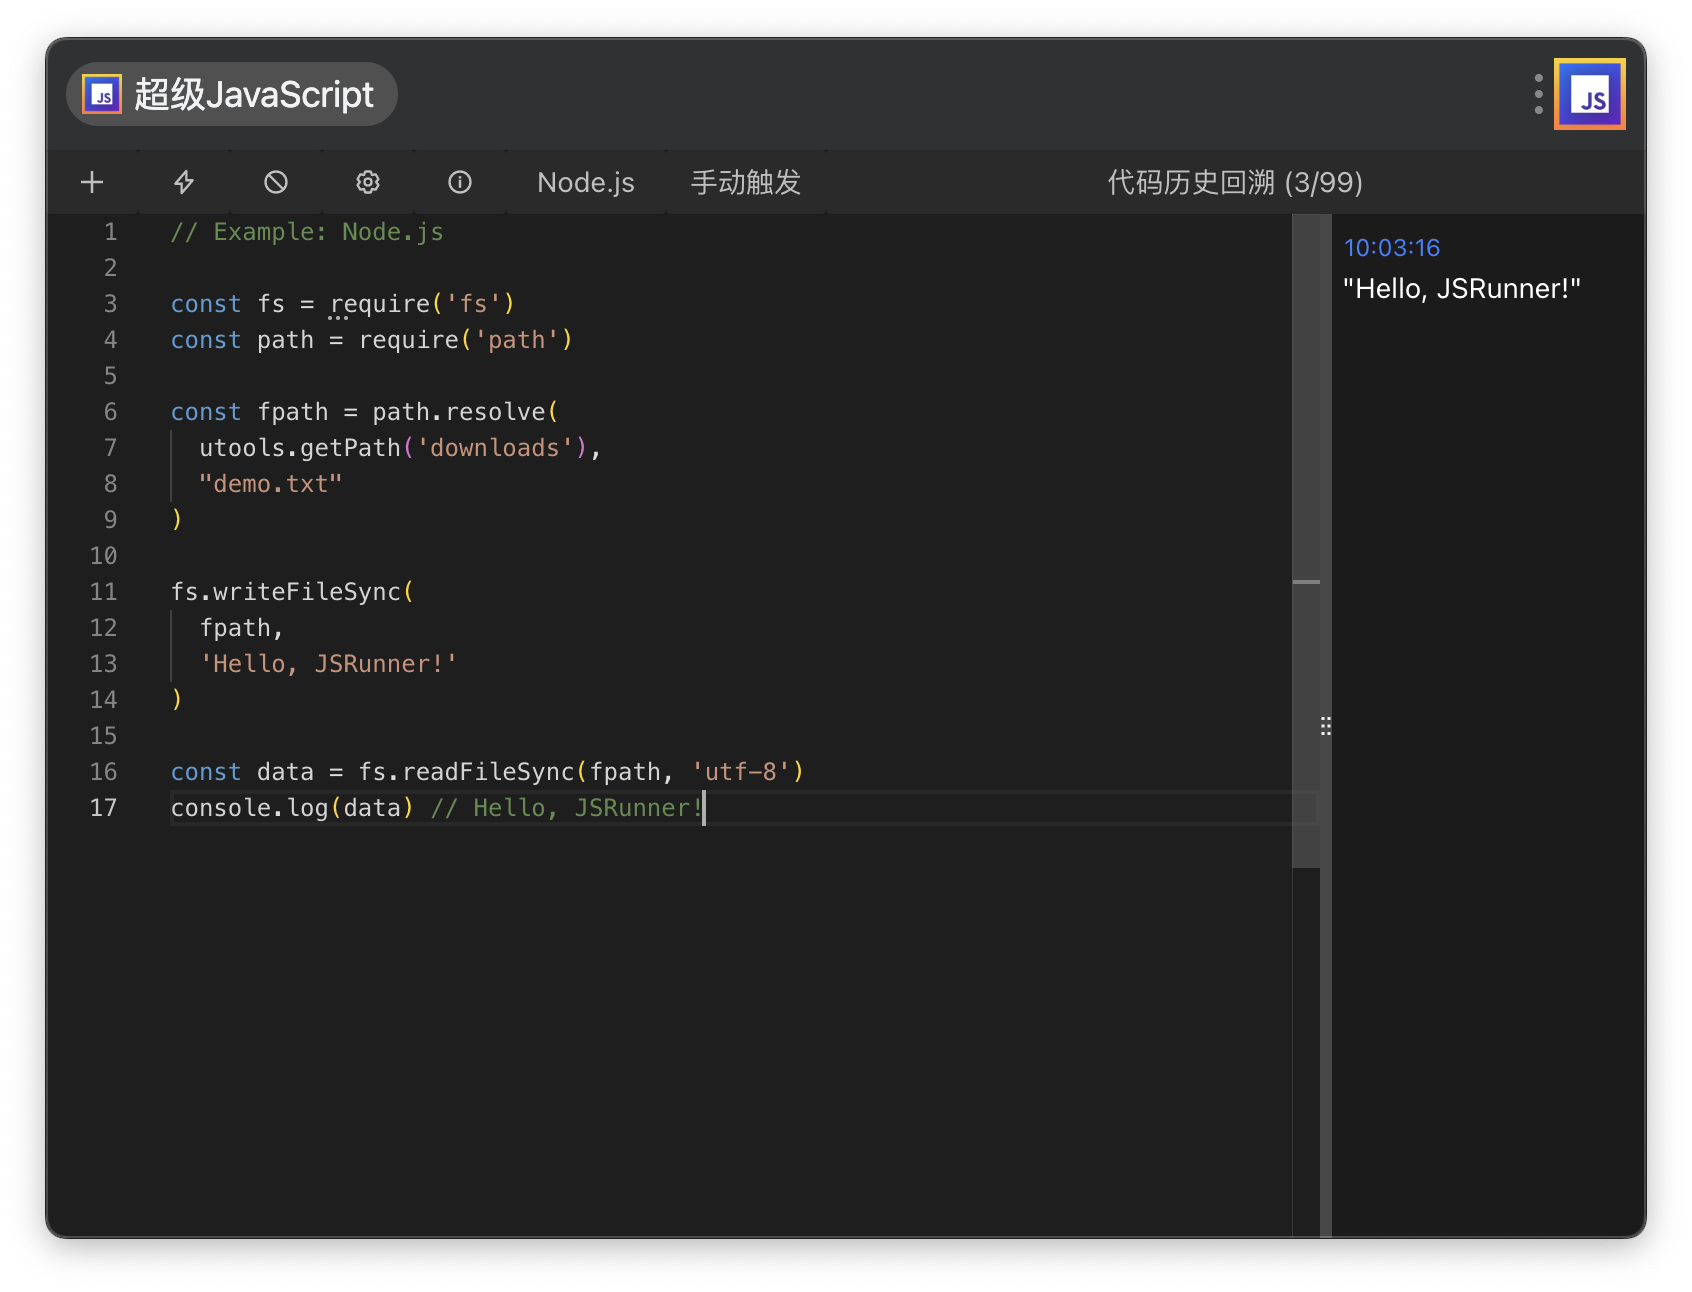 JS 超级JavaScript
JS
Node.js 手动触发 代码历史回溯 (3/99)
1 // Example: Node.js
2
3 const fs = require('fs')
4 const path = require('path')
5
6 const fpath = path.resolve(
7 utools.getPath('downloads'),
8 "demo.txt"
9 )
10
11 fs.writeFileSync(
12 fpath,
13 'Hello, JSRunner!'
14 )
15
16 const data = fs.readFileSync(fpath, 'utf-8')
17 console.log(data) // Hello, JSRunner!
10:03:16
"Hello, JSRunner!"